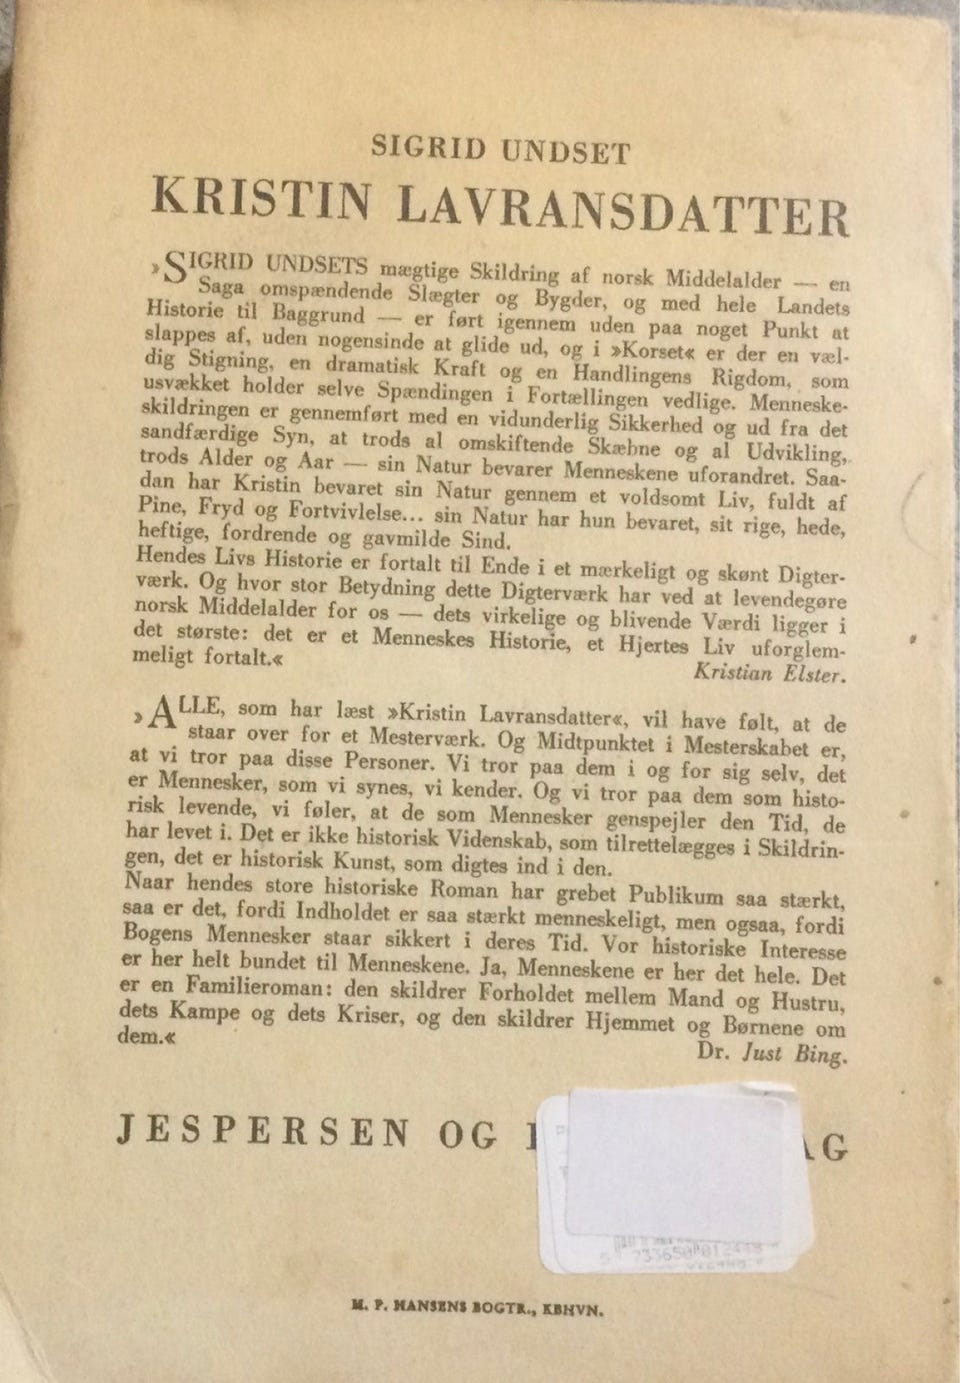 SIGRID UNDSET
KRISTIN LAVRANSDATTER
»SIGRID UNDSETS mægtige Skildring af norsk Middelalder — en
Saga omspændende Slægter og Bygder, og med hele Landets
Historie til Baggrund — er ført igennem uden paa noget Punkt at
slappes af, uden nogensinde at glide ud, og i »Korset« er der en væl-
dig Stigning, en dramatisk Kraft og en Handlingens Rigdom, som
usvækket holder selve Spændingen i Fortællingen vedlige. Menneske-
skildringen er gennemført med en vidunderlig Sikkerhed og ud fra det
sandfærdige Syn, at trods al omskiftende Skæbne og al Udvikling,
trods Alder og Aar — sin Natur bevarer Menneskene uforandret. Saa-
dan har Kristin bevaret sin Natur gennem et voldsomt Liv, fuldt af
Pine, Fryd og Fortvivlelse... sin Natur har hun bevaret, sit rige, hede,
heftige, fordrende og gavmilde Sind.
Hendes Livs Historie er fortalt til Ende i et mærkeligt og skønt Digter-
værk. Og hvor stor Betydning dette Digterværk har ved at levendegøre
norsk Middelalder for os — dets virkelige og blivende Værdi ligger i
det største: det er et Menneskes Historie, et Hjertes Liv uforglem-
meligt fortalt.«
Kristian Elster.
»ALLE, som har læst »Kristin Lavransdatter«, vil have følt, at de
staar over for et Mesterværk. Og Midtpunktet i Mesterskabet er,
at vi tror paa disse Personer. Vi tror paa dem i og for sig selv, det
er Mennesker, som vi synes, vi kender. Og vi tror paa dem som histo-
risk levende, vi føler, at de som Mennesker genspejler den Tid, de
har levet i. Det er ikke historisk Videnskab, som tilrettelægges i Skildrin-
gen, det er historisk Kunst, som digtes ind i den.
Naar hendes store historiske Roman har grebet Publikum saa stærkt,
saa er det, fordi Indholdet er saa stærkt menneskeligt, men ogsaa, fordi
Bogens Mennesker staar sikkert i deres Tid. Vor historiske Interesse
er her helt bundet til Menneskene. Ja, Menneskene er her det hele. Det
er en Familieroman: den skildrer Forholdet mellem Mand og Hustru,
dets Kampe og dets Kriser, og den skildrer Hjemmet og Børnene om
dem.«
Dr. Just Bing.
JESPERSEN OG
M. P. HANSENS BOGTR., KBHVN.